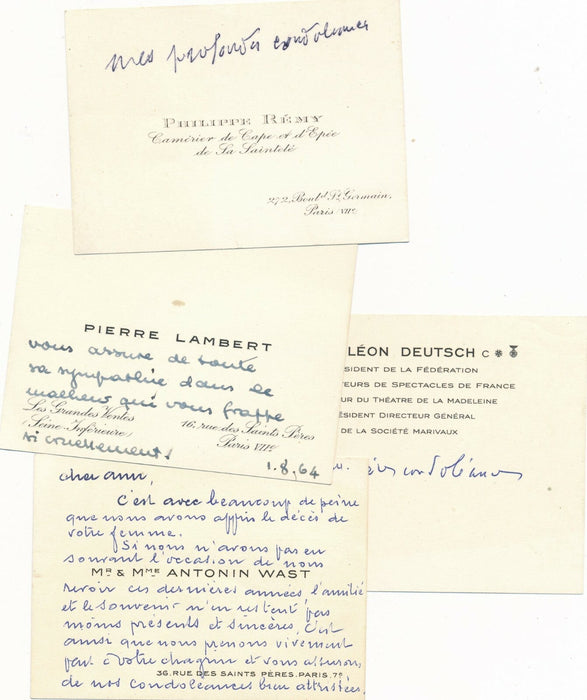 mes profondes condoléances
PHILIPPE RÉMY
Camérier de Cape et d'Epée
de Sa Sainteté
272, Boul.d S.t Germain,
Paris VIIe
PIERRE LAMBERT
vous assure de toute
sa sympathie dans le
malheur qui vous frappe
Les Grandes Ventes
(Seine-Inférieure)
16, rue des Saints Pères
Paris VIIe
si cruellement
1.8.64
LÉON DEUTSCH C
SIDENT DE LA FÉDÉRATION
TEURS DE SPECTACLES DE FRANCE
UR DU THÉATRE DE LA MADELEINE
ÉSIDENT DIRECTEUR GÉNÉRAL
DE LA SOCIÉTÉ MARIVAUX
condoléances
cher ami,
C'est avec beaucoup de peine
que nous avons appris le décès de
votre femme.
Si nous n'avons pas eu
souvent l'occasion de nous
MR & MME ANTONIN WAST
revoir ces dernières années l'amitié
et le souvenir n'en restent pas
moins présents et sincères. C'est
ainsi que nous prenons vivement
part à votre chagrin et vous assurons
36, RUE DES SAINTS PÈRES. PARIS. 7e
de nos condoléances bien attristées.